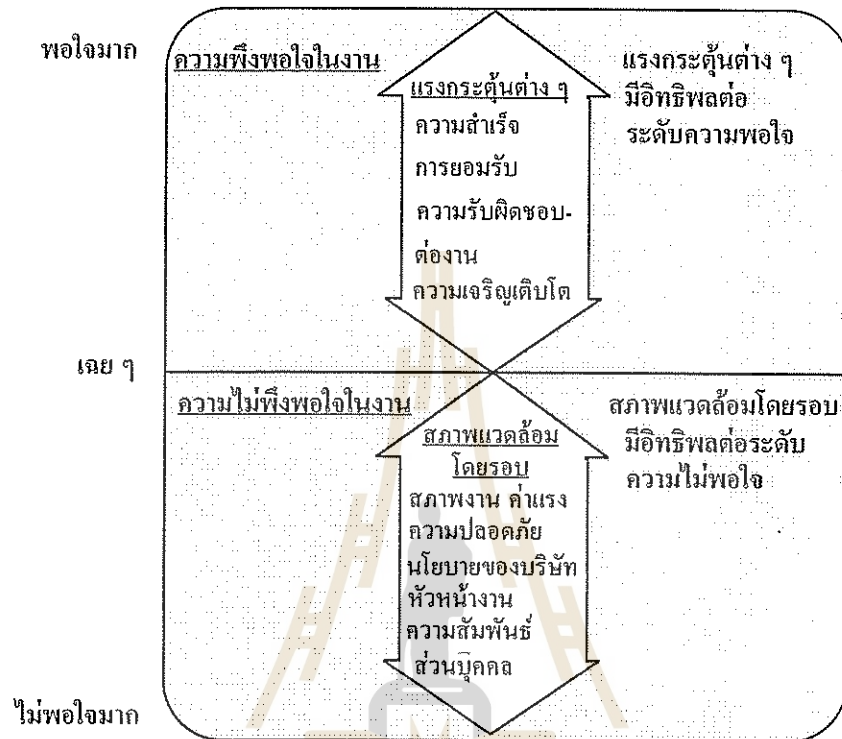 พอใจมาก
ความพึงพอใจในงาน
แรงกระตุ้นต่าง ๆ
ความสำเร็จ
การยอมรับ
ความรับผิดชอบ-
ต่องาน
ความเจริญเติบโต
แรงกระตุ้นต่าง ๆ
มีอิทธิพลต่อ
ระดับความพอใจ
เฉย ๆ
ความไม่พึงพอใจในงาน
สภาพแวดล้อม
โดยรอบ
สภาพงาน ค่าแรง
ความปลอดภัย
นโยบายของบริษัท
หัวหน้างาน
ความสัมพันธ์
ส่วนบุคคล
สภาพแวดล้อมโดยรอบ
มีอิทธิพลต่อระดับ
ความไม่พอใจ
ไม่พอใจมาก